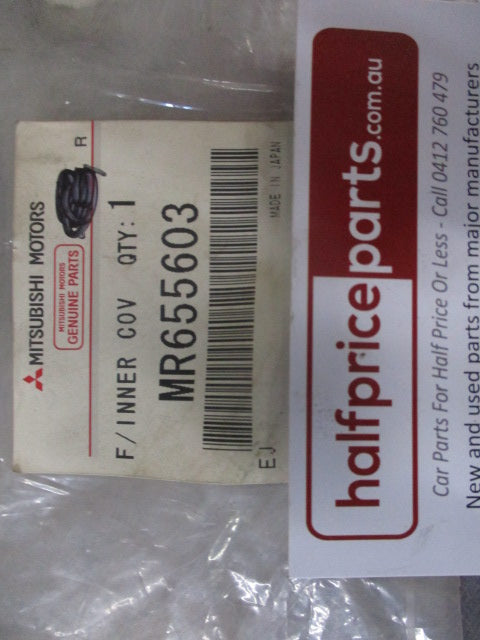 MITSUBISHI MOTORS
MITSUBISHI MOTORS
GENUINE PARTS
R
F/INNER COV QTY:1
MR655603
EJ
MADE IN JAPAN
halfpriceparts.com.au
Car Parts For Half Price Or Less - Call 0412 760 479
New and used parts from major manufacturers